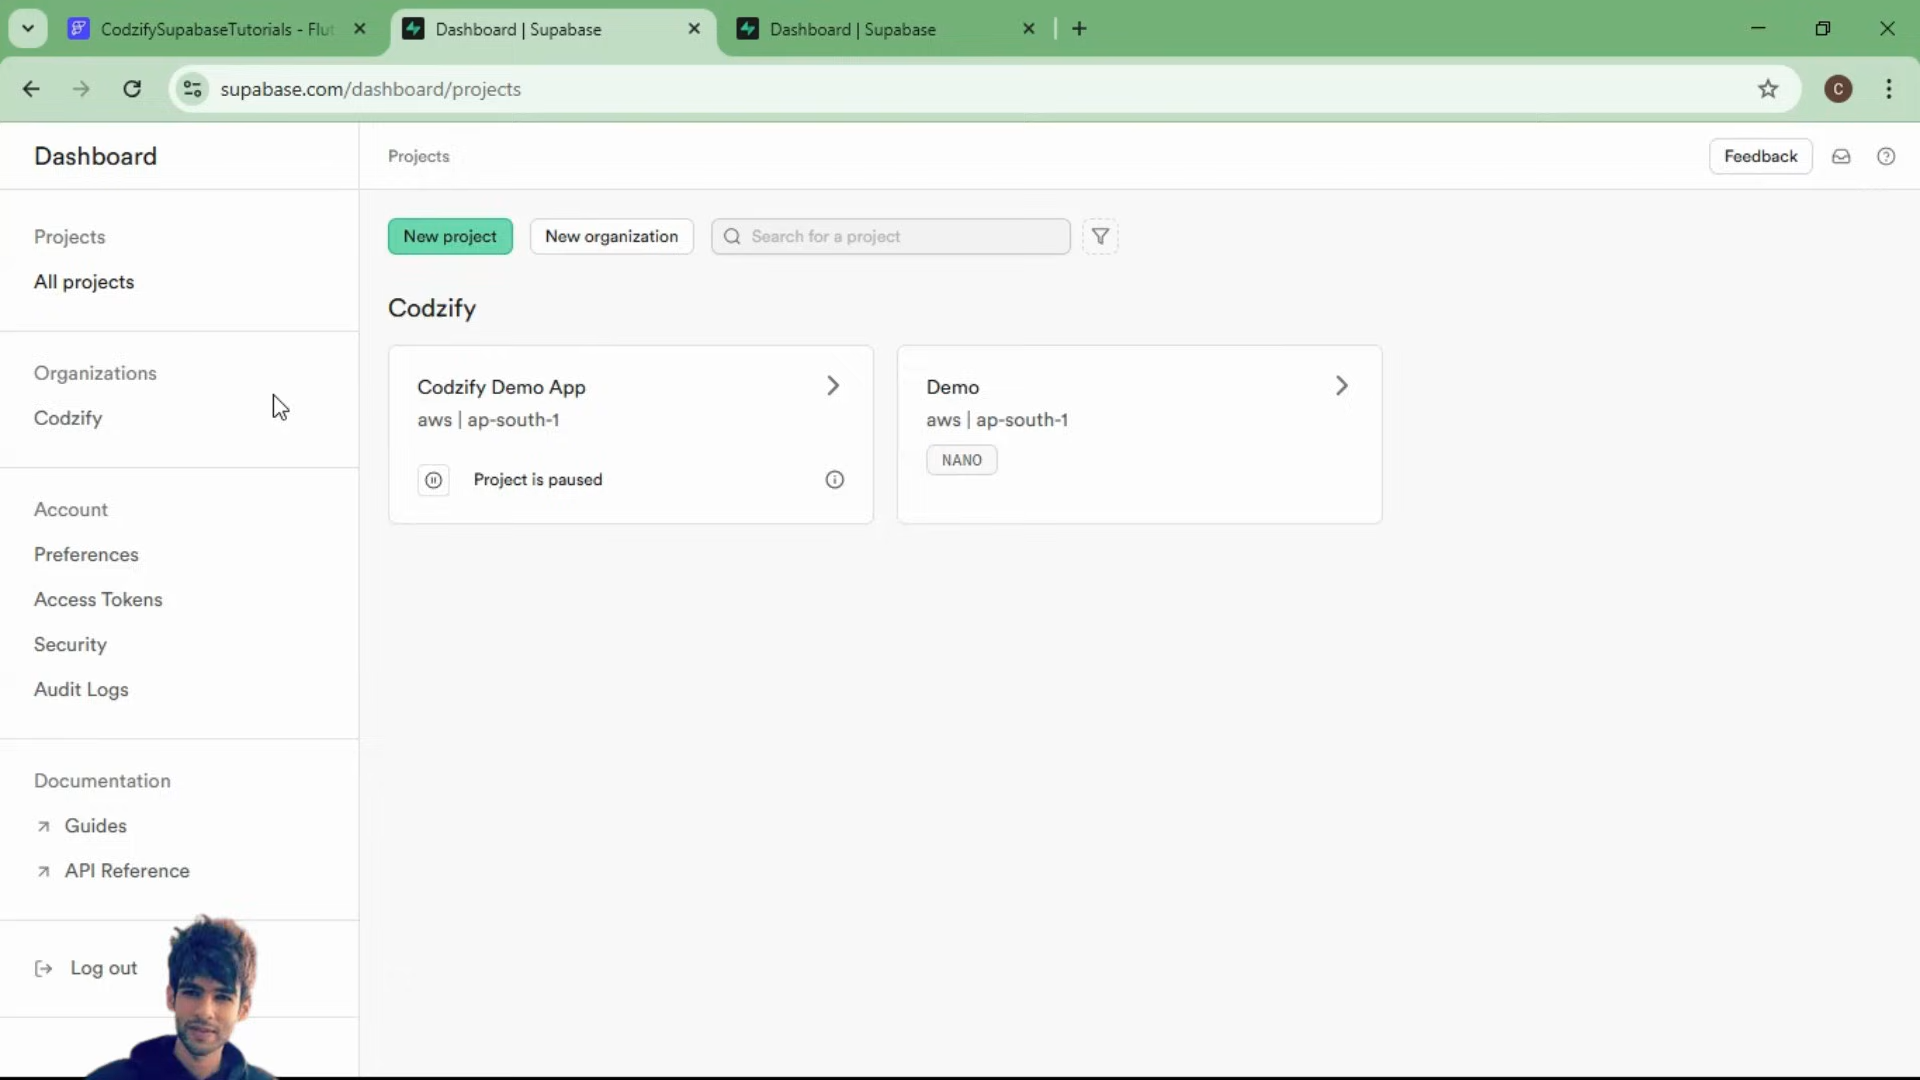 CodzifySupabaseTutorials - Flut
Dashboard | Supabase
Dashboard | Supabase
supabase.com/dashboard/projects
C
Dashboard
Projects
Feedback
Projects
All projects
New project
New organization
Search for a project
Codzify
Organizations
Codzify
Codzify Demo App
aws | ap-south-1
Project is paused
Demo
aws | ap-south-1
NANO
Account
Preferences
Access Tokens
Security
Audit Logs
Documentation
Guides
API Reference
Log out